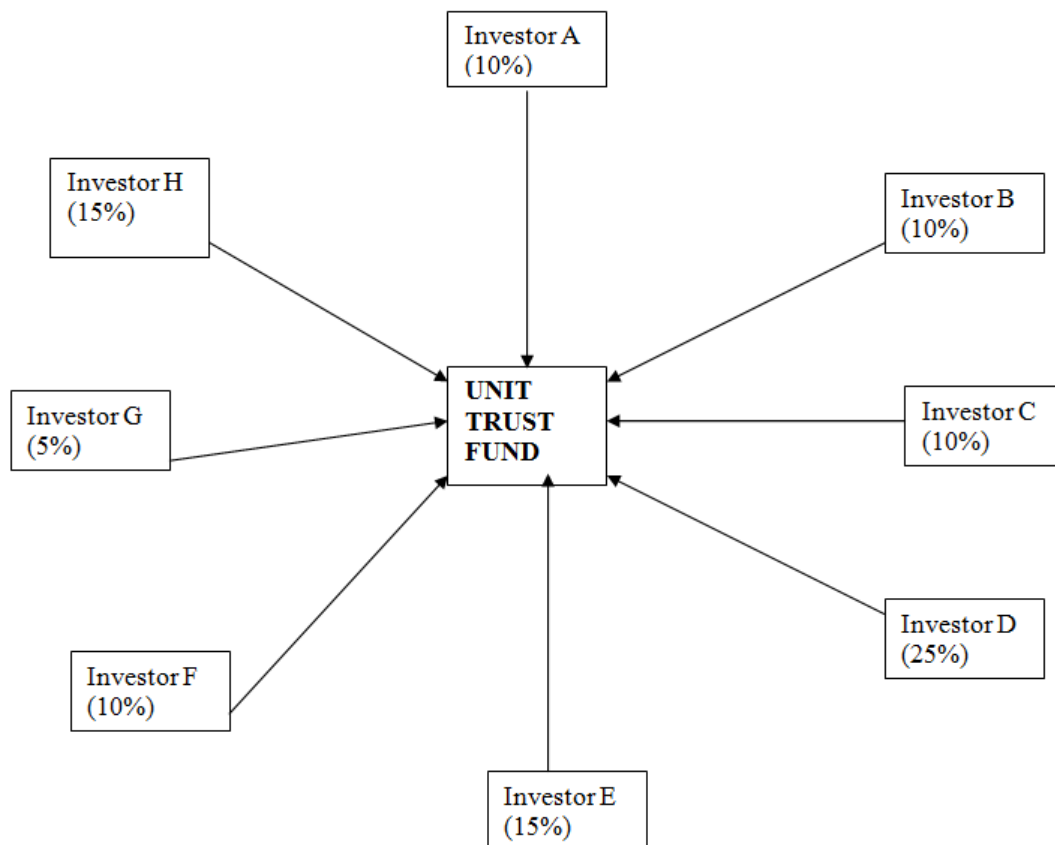 Investor A
(10%)
Investor H
(15%)
Investor B
(10%)
UNIT
TRUST
FUND
Investor G
(5%)
Investor C
(10%)
Investor D
(25%)
Investor F
(10%)
Investor E
(15%)